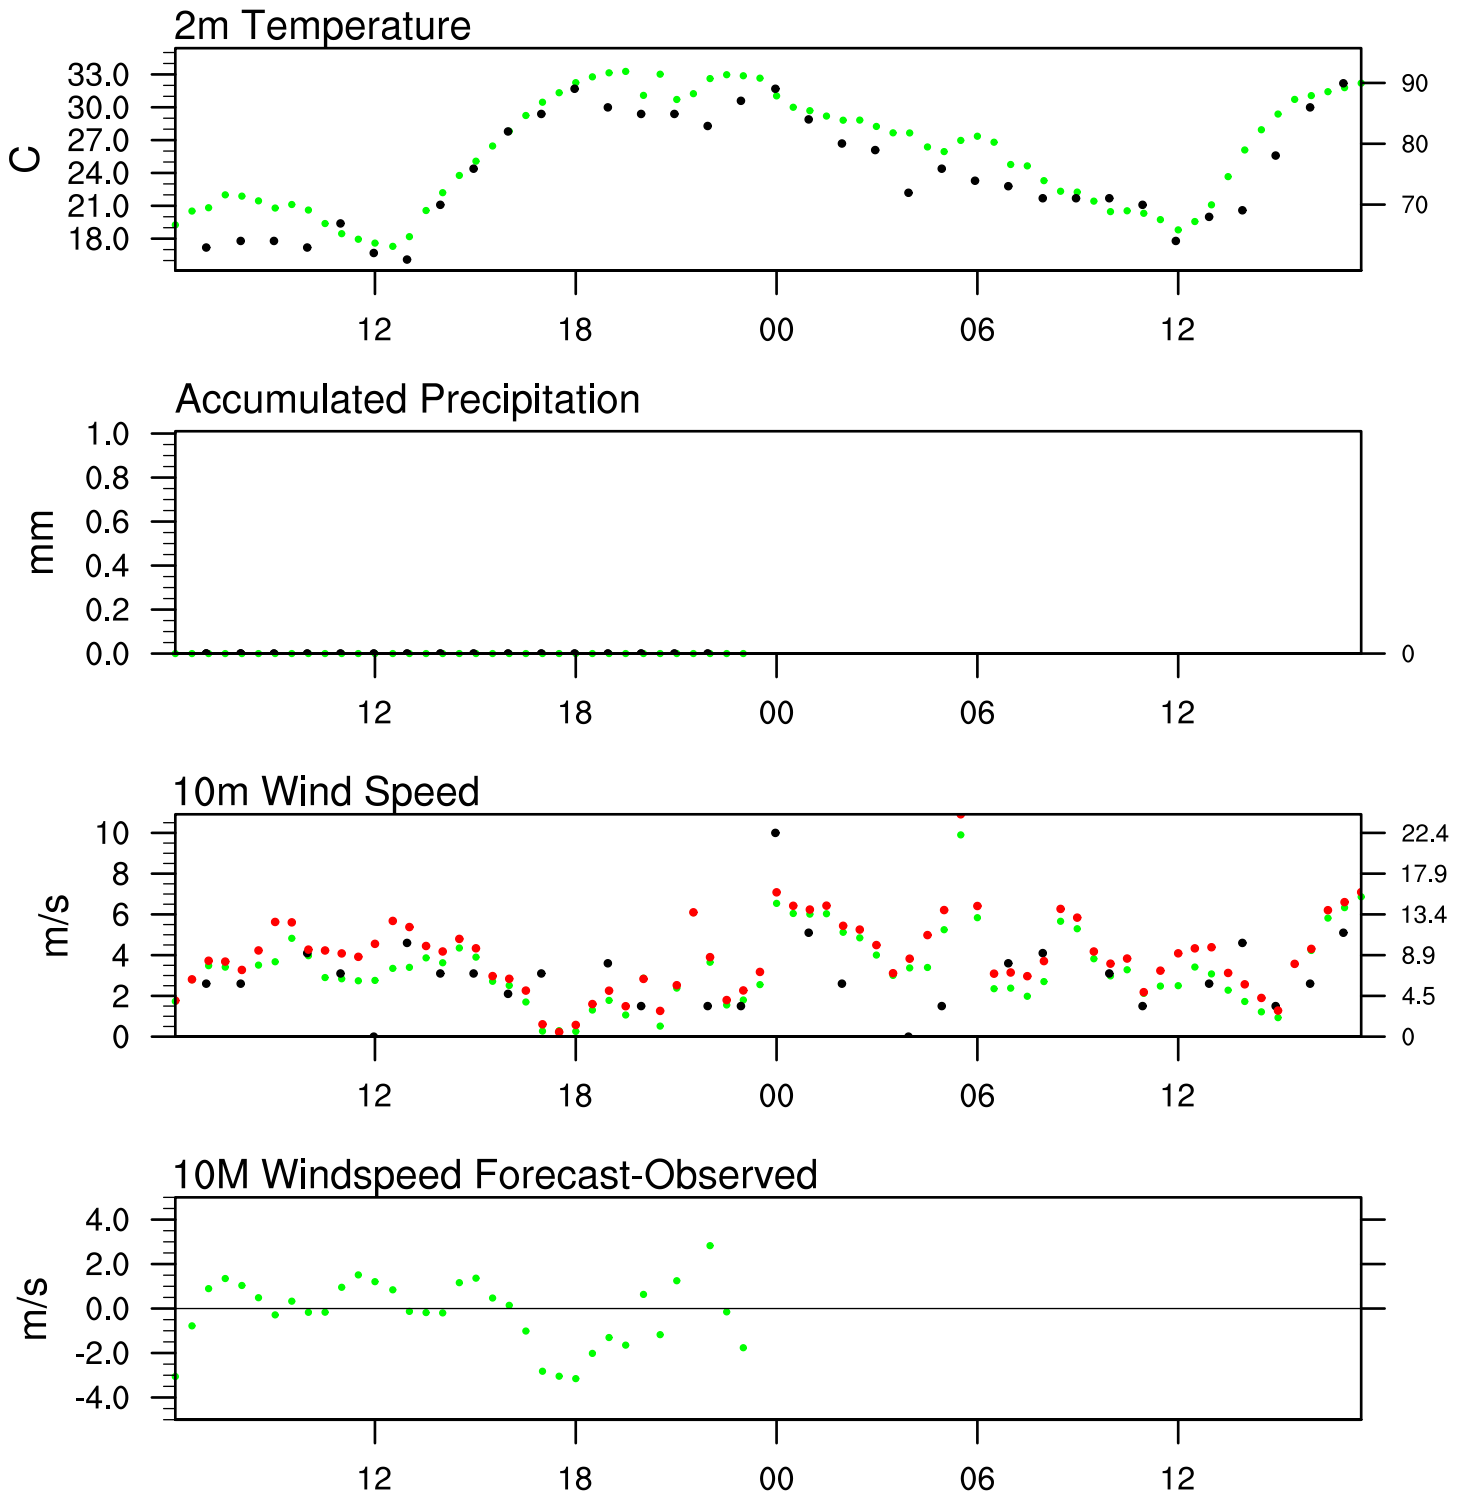 2m Temperature
33.0
30.0
27.0
24.0
21.0
18.0
C
90
80
70
12 18 00 06 12
Accumulated Precipitation
1.0
0.8
0.6
0.4
0.2
0.0
mm
0
12 18 00 06 12
10m Wind Speed
10
8
6
4
2
0
m/s
22.4
17.9
13.4
8.9
4.5
0
12 18 00 06 12
10M Windspeed Forecast-Observed
4.0
2.0
0.0
-2.0
-4.0
m/s
12 18 00 06 12